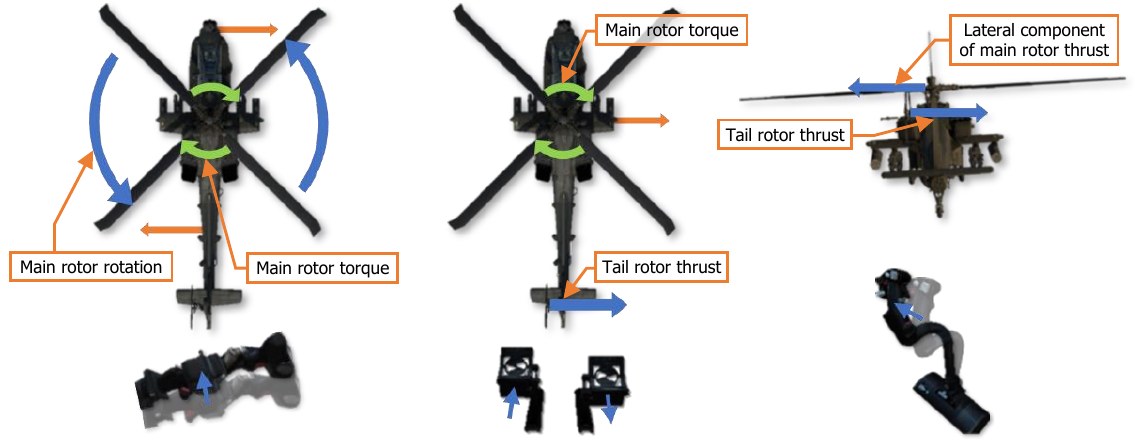 Main rotor rotation
Main rotor torque
Main rotor torque
Tail rotor thrust
Lateral component
of main rotor thrust
Tail rotor thrust